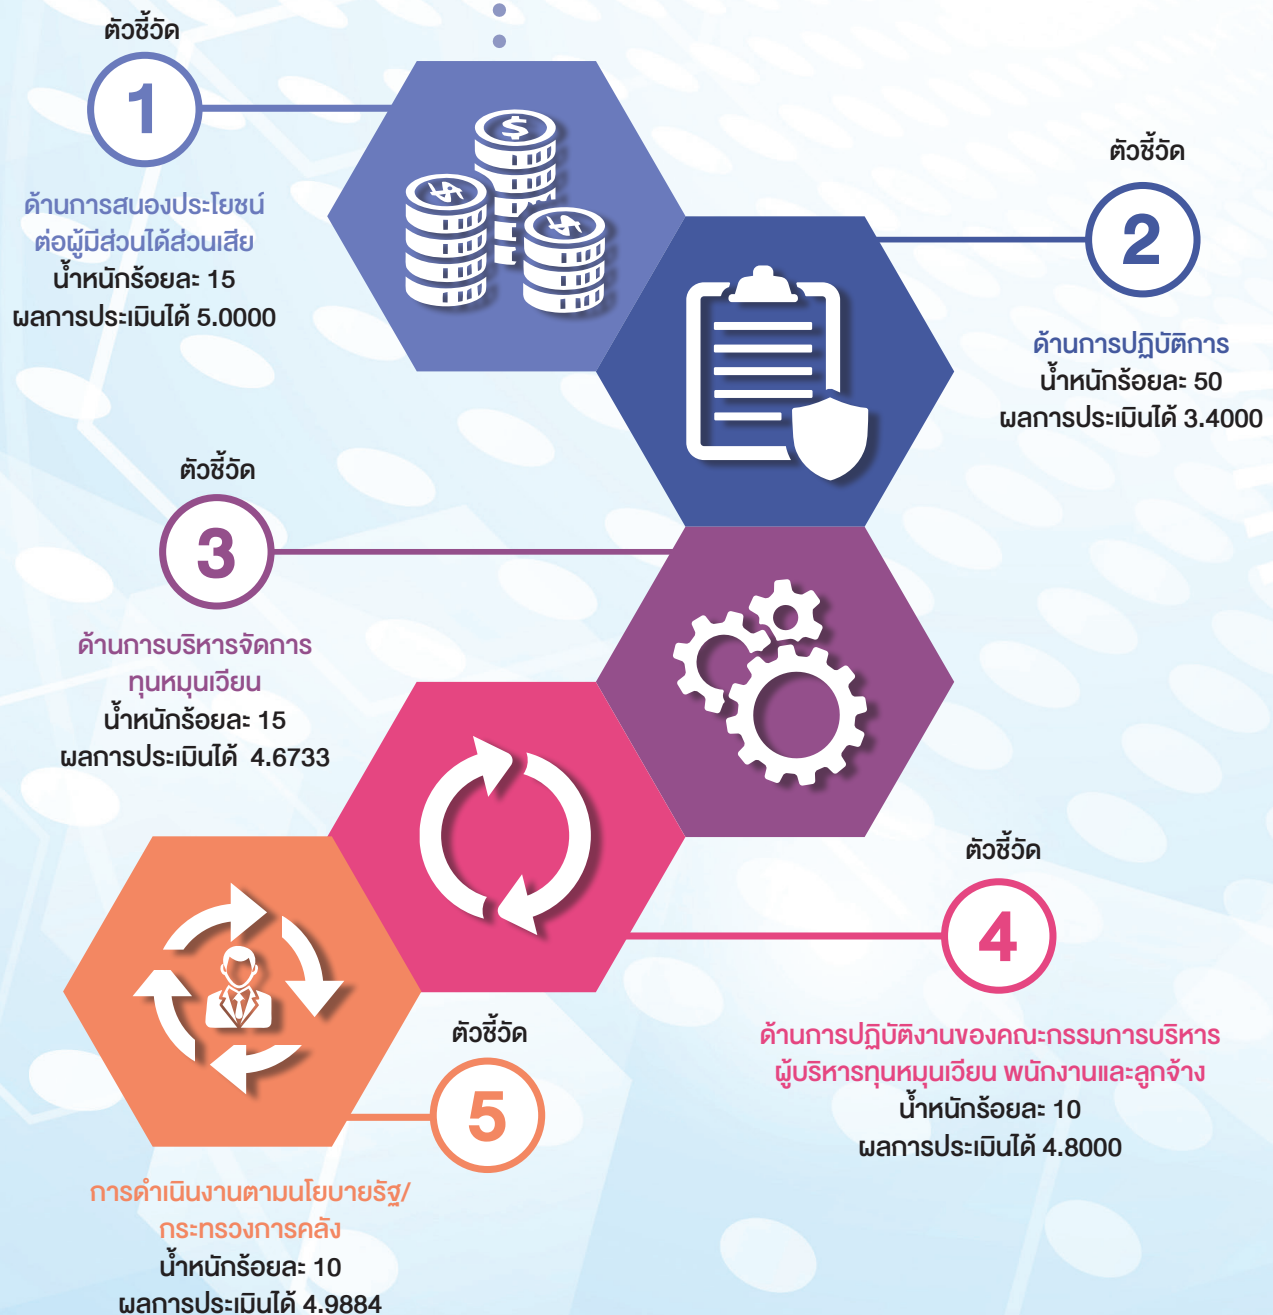 ตัวชี้วัด
1
ด้านการสนองประโยชน์
ต่อผู้มีส่วนได้ส่วนเสีย
น้ำหนักร้อยละ 15
ผลการประเมินได้ 5.0000
ตัวชี้วัด
2
ด้านการปฏิบัติการ
น้ำหนักร้อยละ 50
ผลการประเมินได้ 3.4000
ตัวชี้วัด
3
ด้านการบริหารจัดการ
ทุนหมุนเวียน
น้ำหนักร้อยละ 15
ผลการประเมินได้ 4.6733
ตัวชี้วัด
4
ด้านการปฏิบัติงานของคณะกรรมการบริหาร
ผู้บริหารทุนหมุนเวียน พนักงานและลูกจ้าง
น้ำหนักร้อยละ 10
ผลการประเมินได้ 4.8000
ตัวชี้วัด
5
การดำเนินงานตามนโยบายรัฐ/
กระทรวงการคลัง
น้ำหนักร้อยละ 10
ผลการประเมินได้ 4.9884